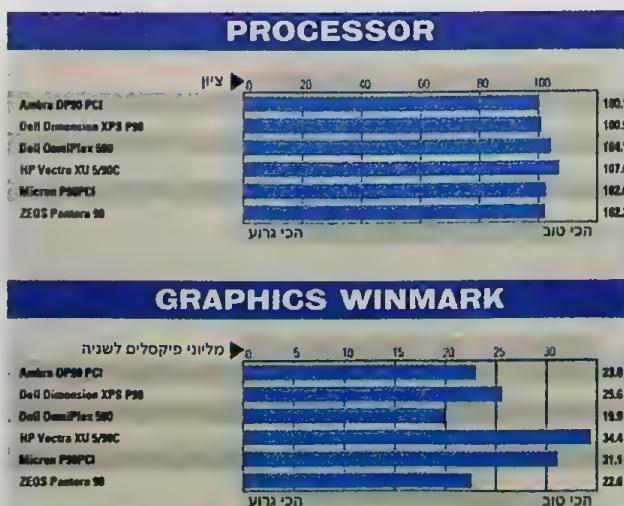 PROCESSOR
ציון
0 20 40 60 80 100
Ambra DP90 PCI
Dell Dimension XPS P90 100.9
Dell OmniPlex 590
HP Vectra XU 5/90C
Micron P90PCI
ZEOS Pantera 90
הכי גרוע הכי טוב
GRAPHICS WINMARK
מליוני פיקסלים לשניה
0 5 10 15 20 25 30
Ambra DP90 PCI
Dell Dimension XPS P90 25.6
Dell OmniPlex 590 19.9
HP Vectra XU 5/90C 34.4
Micron P90PCI 31.1
ZEOS Pantera 90 22.6
הכי גרוע הכי טוב